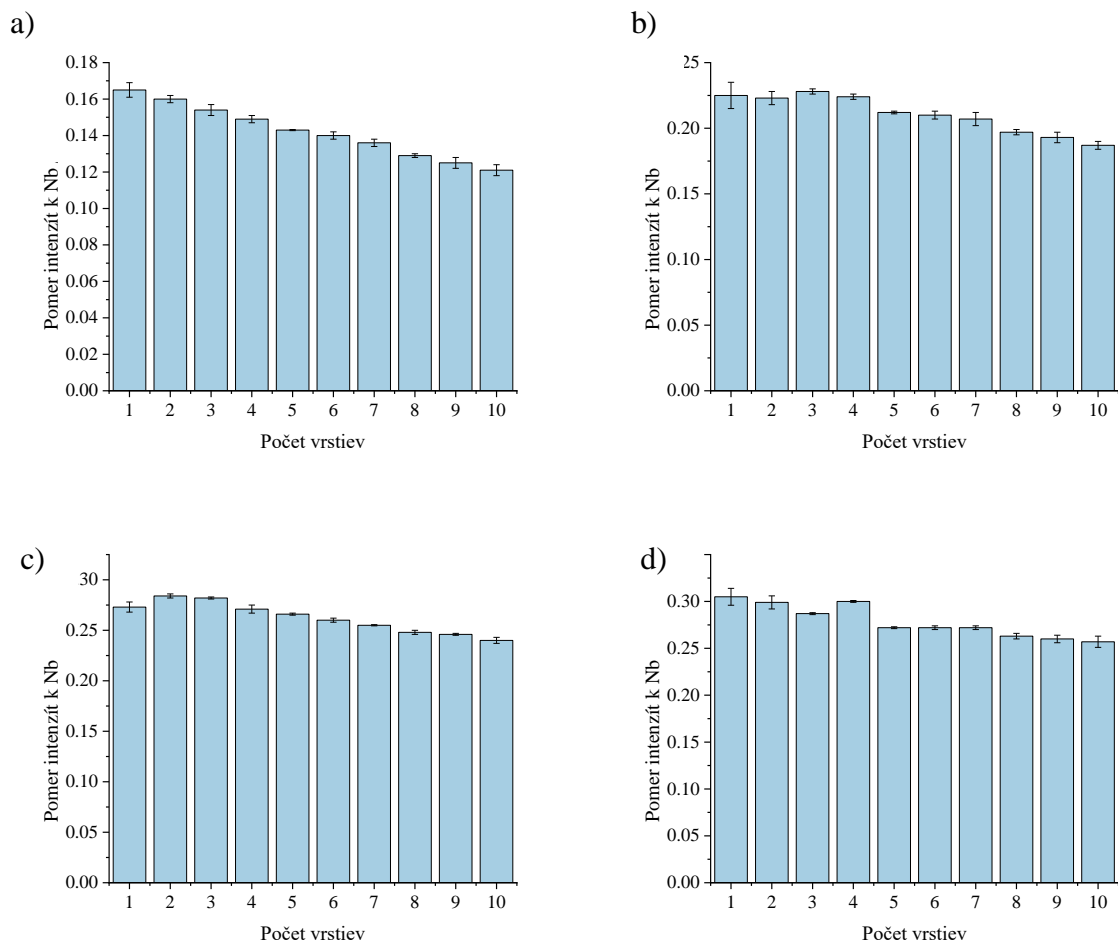 a)
Pomer intenzít k Nb
0.18
0.16
0.14
0.12
0.10
0.08
0.06
0.04
0.02
0.00
1 2 3 4 5 6 7 8 9 10
Počet vrstiev
b)
Pomer intenzít k Nb
25
0.20
0.15
0.10
0.05
0.00
1 2 3 4 5 6 7 8 9 10
Počet vrstiev
c)
Pomer intenzít k Nb
30
0.25
0.20
0.15
0.10
0.05
0.00
1 2 3 4 5 6 7 8 9 10
Počet vrstiev
d)
Pomer intenzít k Nb
0.30
0.25
0.20
0.15
0.10
0.05
0.00
1 2 3 4 5 6 7 8 9 10
Počet vrstiev